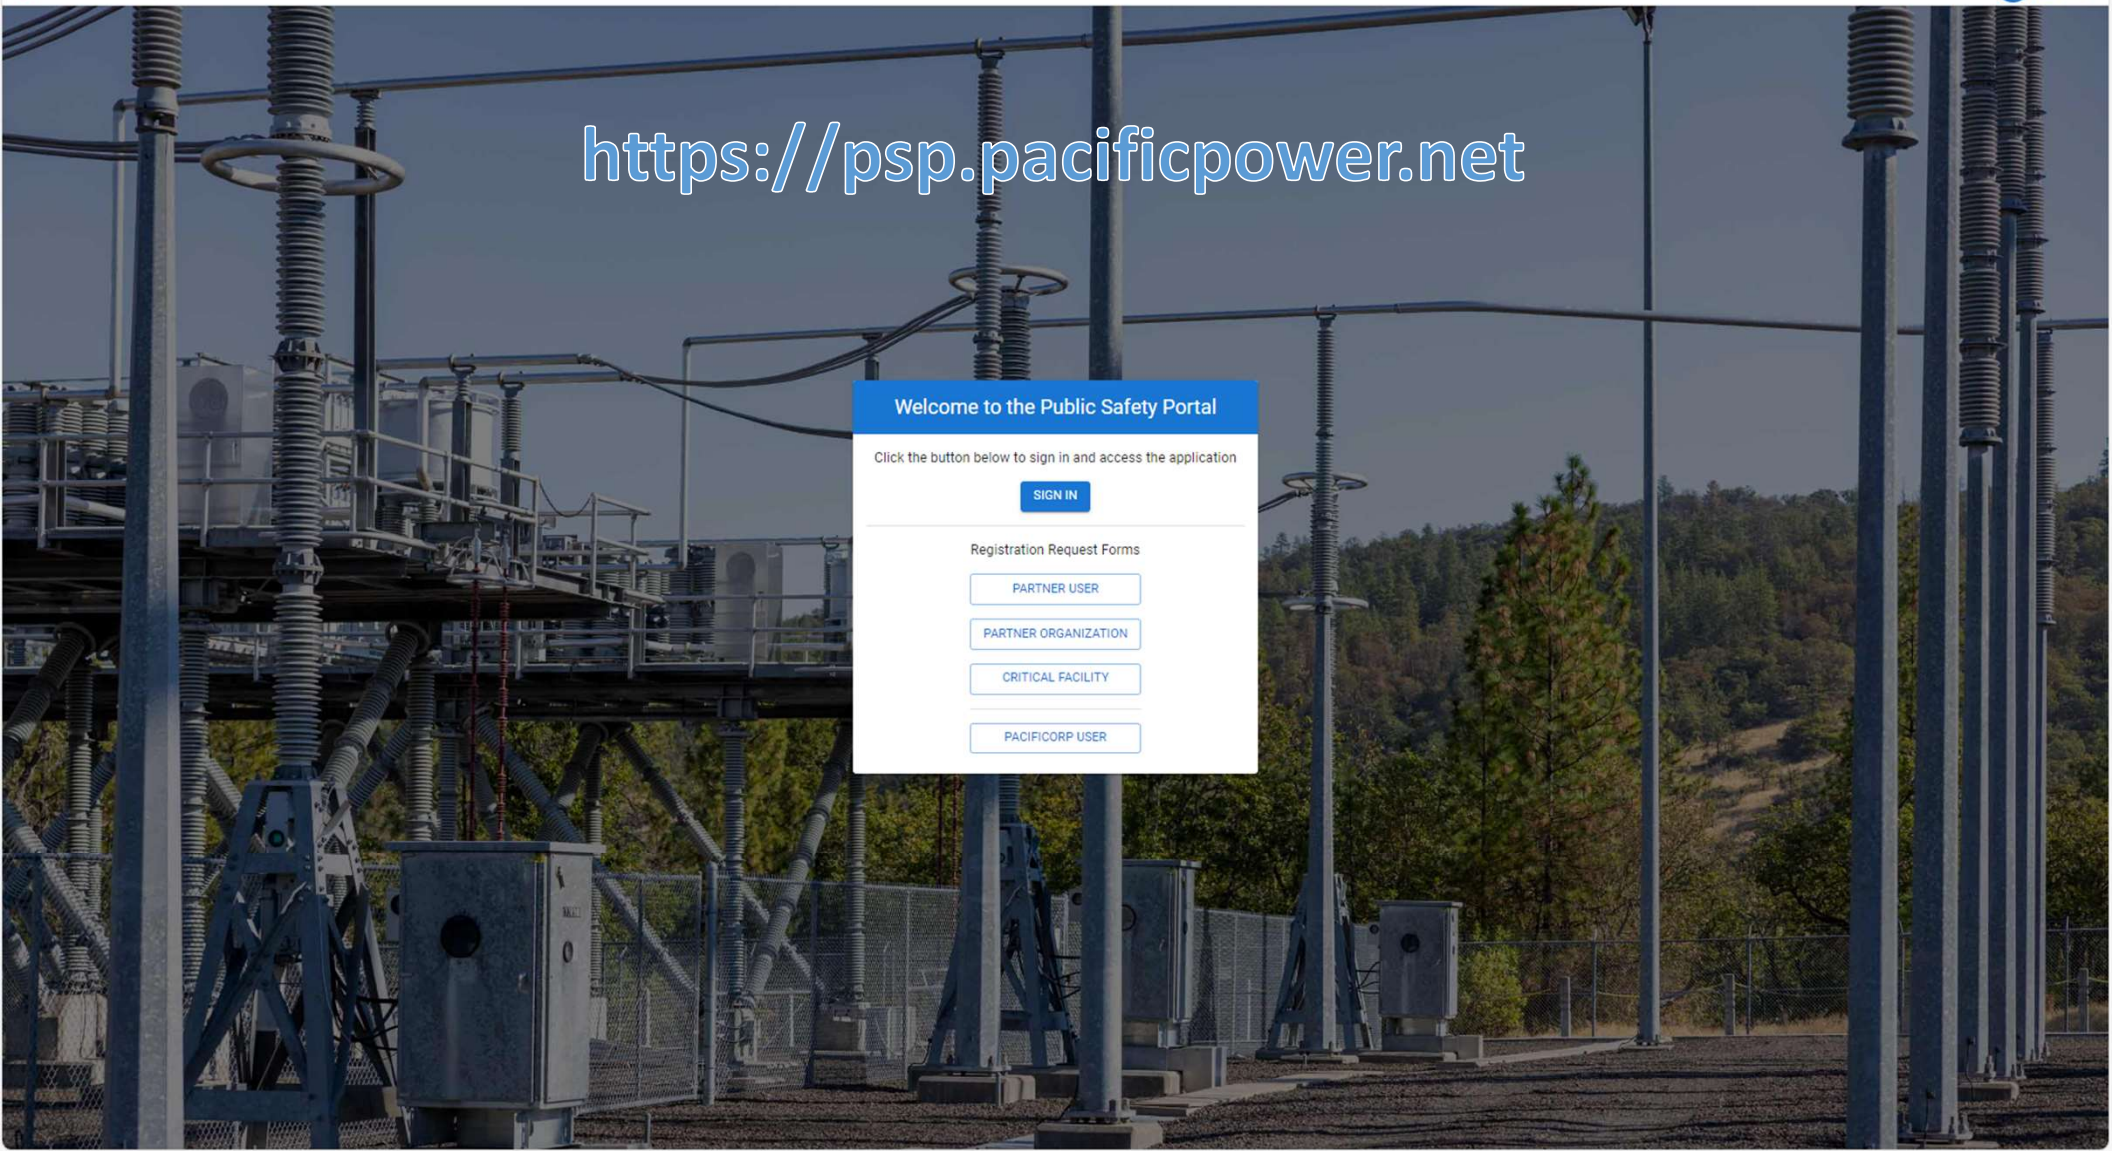 https://psp.pacificpower.net
Welcome to the Public Safety Portal
Click the button below to sign in and access the application
SIGN IN
Registration Request Forms
PARTNER USER
PARTNER ORGANIZATION
CRITICAL FACILITY
PACIFICORP USER